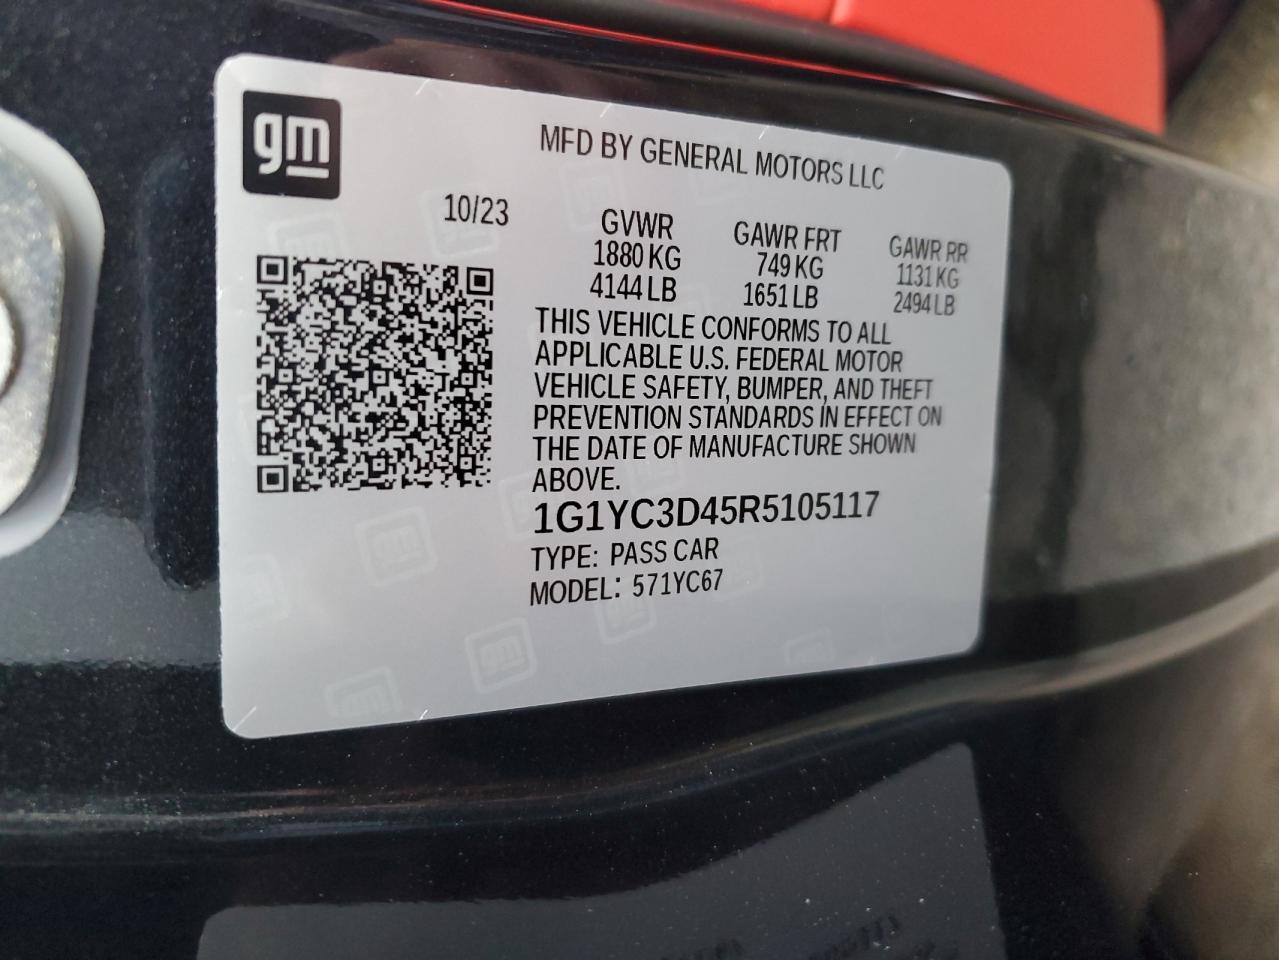 gm
MFD BY GENERAL MOTORS LLC
10/23
GVWR GAWR FRT GAWR RR
1880 KG 749 KG 1131 KG
4144 LB 1651 LB 2494 LB
THIS VEHICLE CONFORMS TO ALL
APPLICABLE U.S. FEDERAL MOTOR
VEHICLE SAFETY, BUMPER, AND THEFT
PREVENTION STANDARDS IN EFFECT ON
THE DATE OF MANUFACTURE SHOWN
ABOVE.
1G1YC3D45R5105117
TYPE: PASS CAR
MODEL: 571YC67